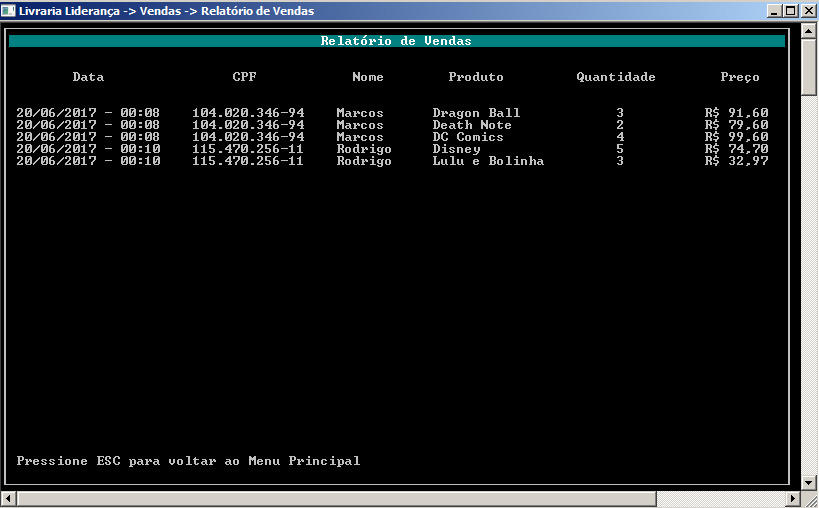 Livraria Liderança -> Vendas -> Relatório de Vendas
Relatório de Vendas
Data CPF Nome Produto Quantidade Preço
20/06/2017 - 00:08 104.020.346-94 Marcos Dragon Ball 3 R$ 91,60
20/06/2017 - 00:08 104.020.346-94 Marcos Death Note 2 R$ 79,60
20/06/2017 - 00:08 104.020.346-94 Marcos DC Comics 4 R$ 99,60
20/06/2017 - 00:10 115.470.256-11 Rodrigo Disney 5 R$ 74,70
20/06/2017 - 00:10 115.470.256-11 Rodrigo Lulu e Bolinha 3 R$ 32,97
Pressione ESC para voltar ao Menu Principal